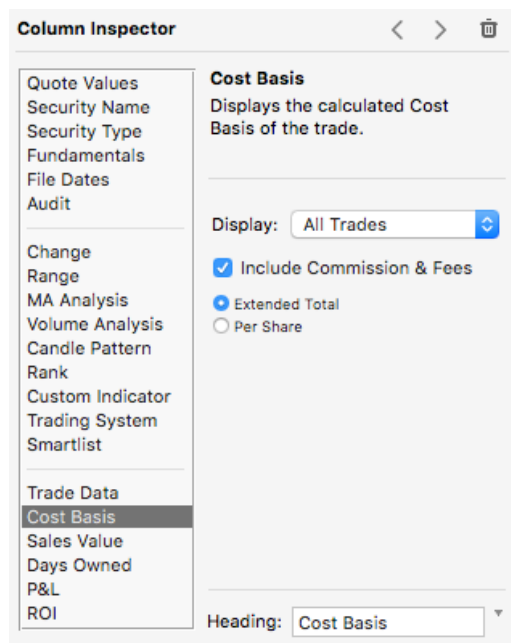 Column Inspector
Quote Values
Security Name
Security Type
Fundamentals
File Dates
Audit
Change
Range
MA Analysis
Volume Analysis
Candle Pattern
Rank
Custom Indicator
Trading System
Smartlist
Trade Data
Cost Basis
Sales Value
Days Owned
P&L
ROI
Cost Basis
Displays the calculated Cost
Basis of the trade.
Display: All Trades
Include Commission & Fees
Extended Total
Per Share
Heading: Cost Basis